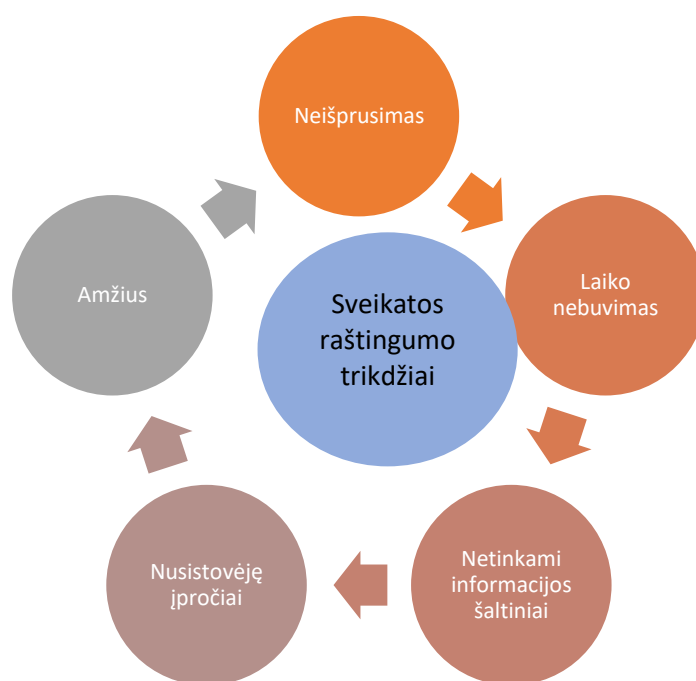 Neišprusimas
Laiko
nebuvimas
Netinkami
informacijos
šaltiniai
Nusistovėję
įpročiai
Amžius
Sveikatos
raštingumo
trikdžiai